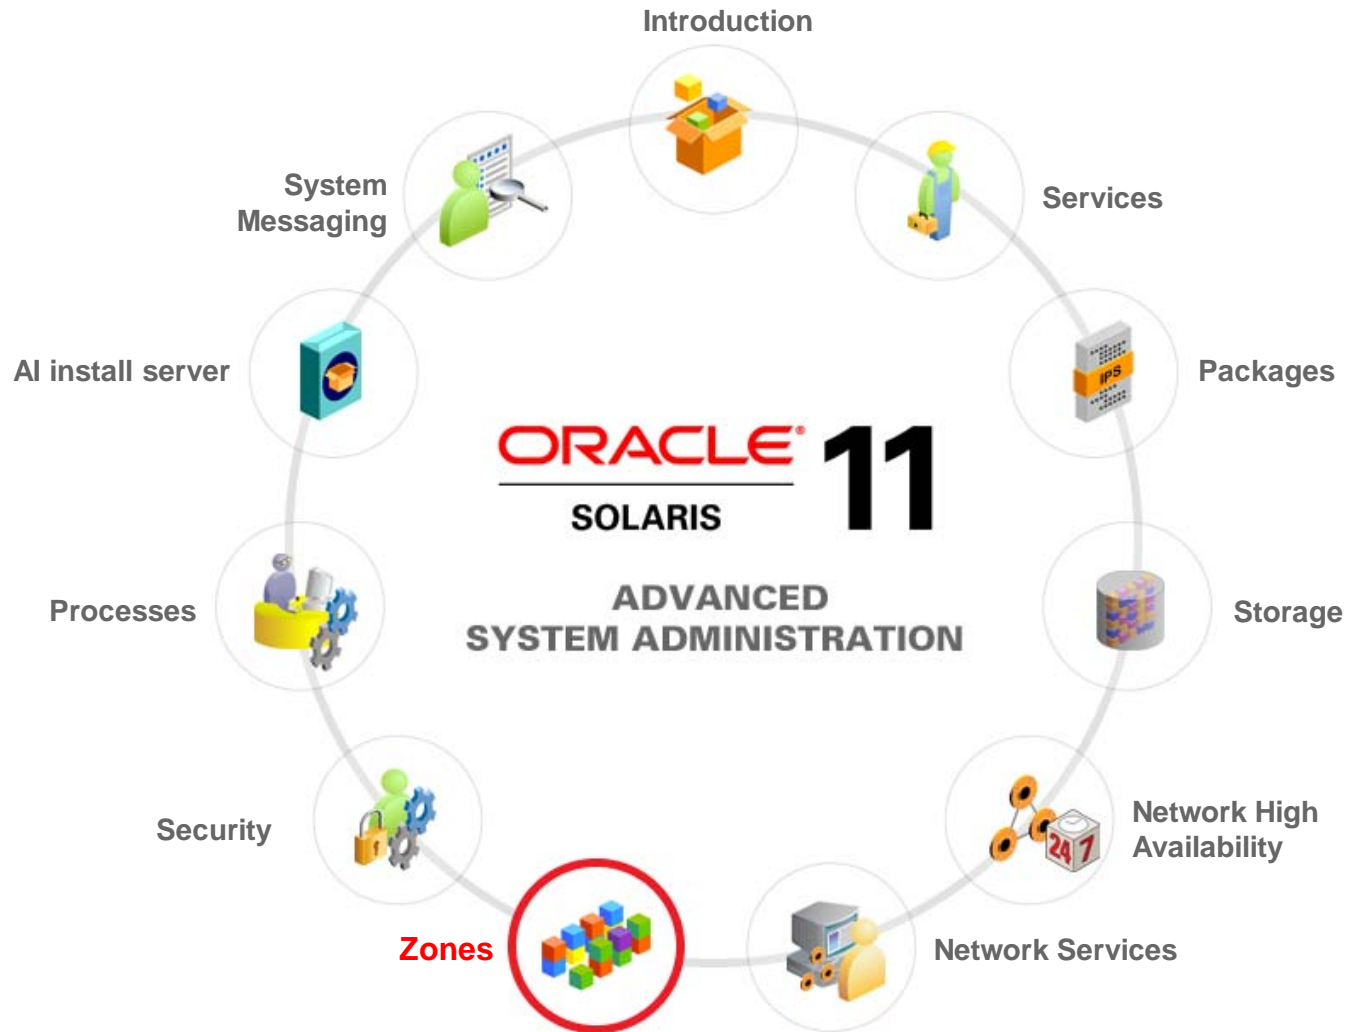 Introduction
System
Messaging
Services
AI install server
IPS
Packages
ORACLE® 11
SOLARIS
ADVANCED
SYSTEM ADMINISTRATION
Processes
Storage
Security
24 7
Network High
Availability
Zones
Network Services